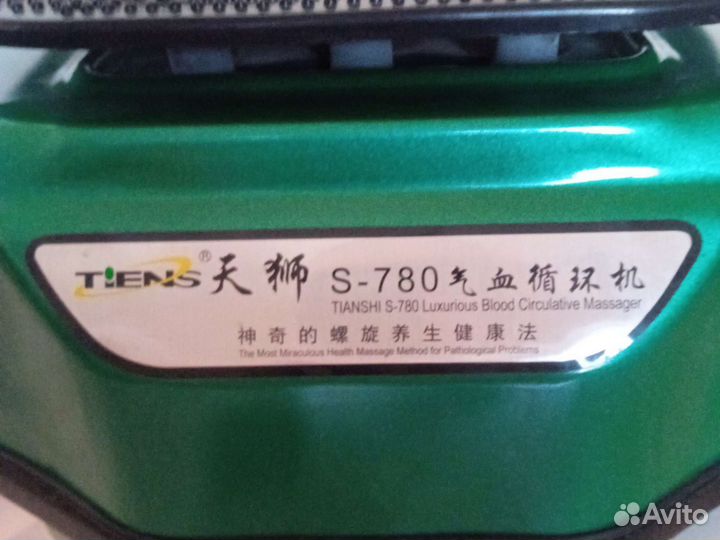 TIENS® 天狮 S-780气血循环机
TIANSHI S-780 Luxurious Blood Circulative Massager
神奇的螺旋养生健康法
The Most Miraculous Health Massage Method for Pathological Problems
Avito